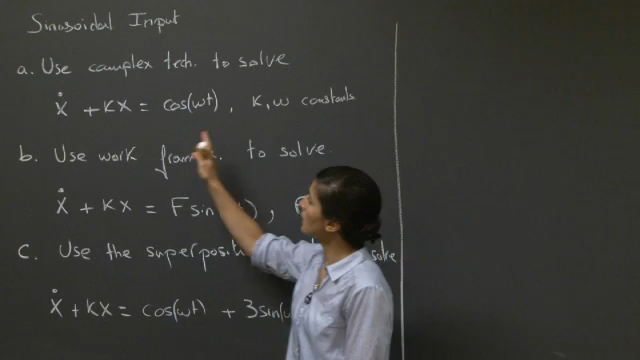 Sinusoidal Input
a. Use complex tech. to solve
ẋ + kx = cos(ωt), k, ω constants
b. Use work to solve
ẋ + kx = F sin
c. Use the superposit solve
ẋ + kx = cos(ωt) + 3 sin(